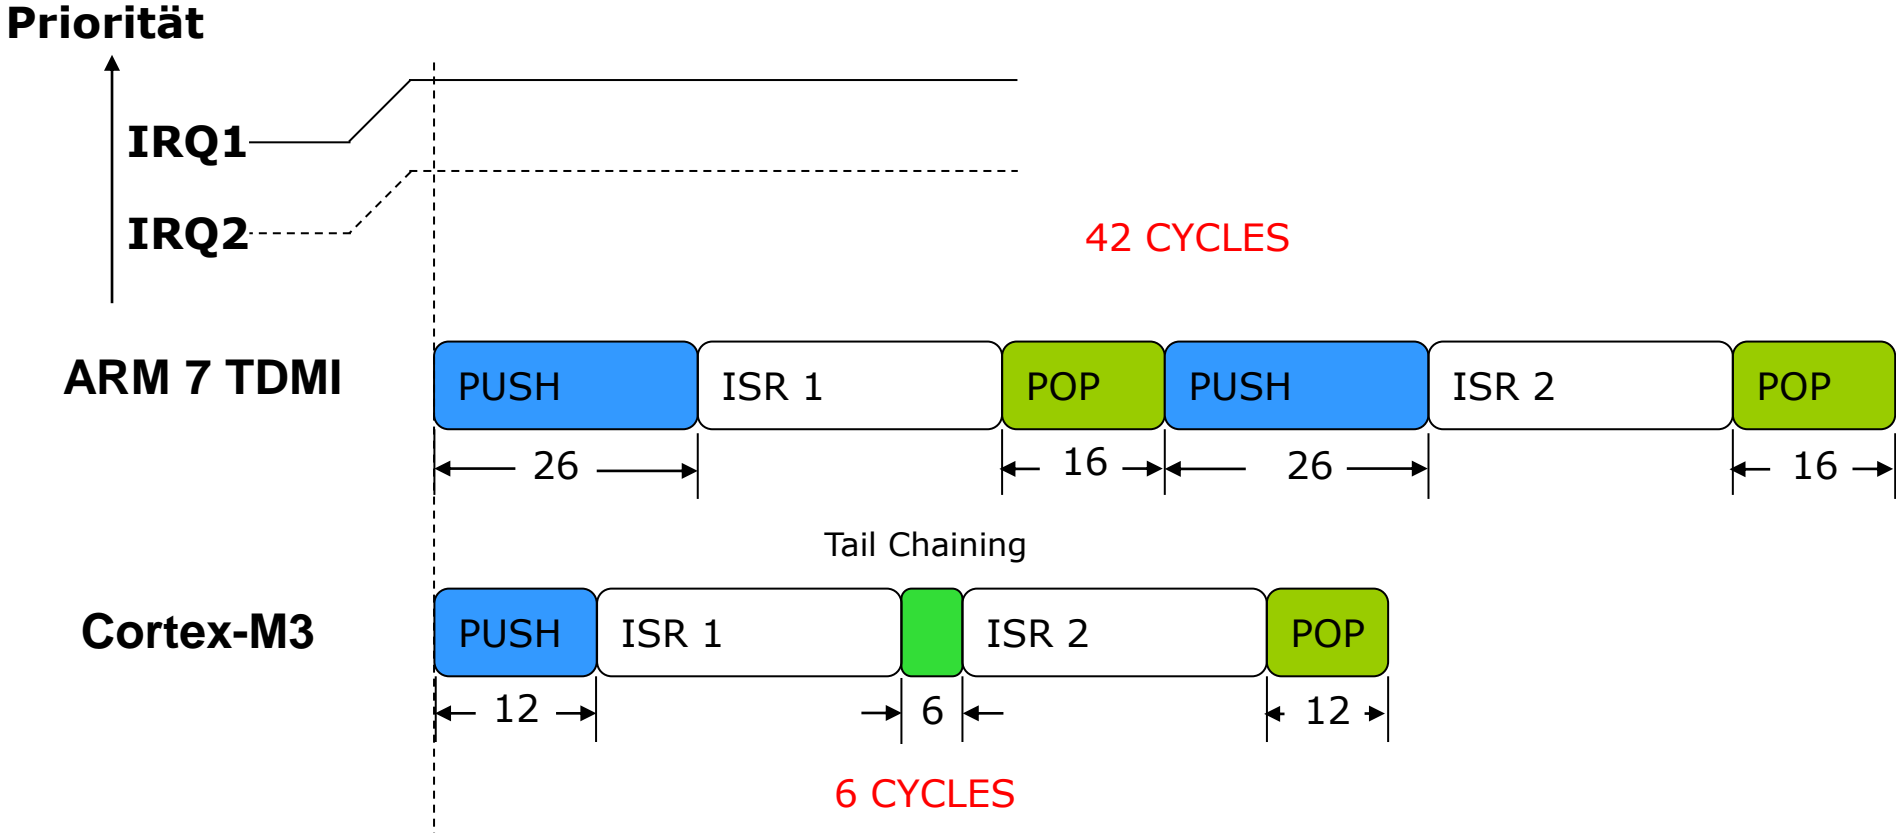 Priorität
IRQ1
IRQ2
42 CYCLES
ARM 7 TDMI
PUSH ISR 1 POP PUSH ISR 2 POP
26 16 26 16
Tail Chaining
Cortex-M3
PUSH ISR 1 ISR 2 POP
12 6 12
6 CYCLES